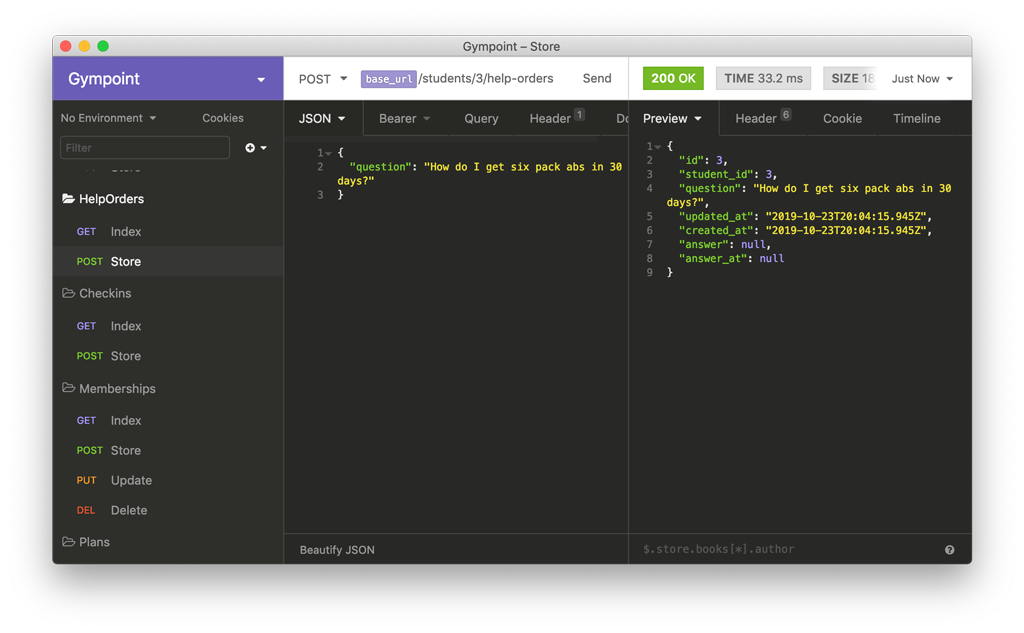 Gympoint – Store
Gympoint
POST base_url/students/3/help-orders Send
200 OK TIME 33.2 ms SIZE 18 Just Now
No Environment Cookies
Filter
HelpOrders
GET Index
POST Store
Checkins
GET Index
POST Store
Memberships
GET Index
POST Store
PUT Update
DEL Delete
Plans
JSON Bearer Query Header 1 Do
1 {
2 "question": "How do I get six pack abs in 30
days?"
3 }
Beautify JSON
Preview Header 6 Cookie Timeline
1 {
2 "id": 3,
3 "student_id": 3,
4 "question": "How do I get six pack abs in 30
days?",
5 "updated_at": "2019-10-23T20:04:15.945Z",
6 "created_at": "2019-10-23T20:04:15.945Z",
7 "answer": null,
8 "answer_at": null
9 }
$.store.books[*].author